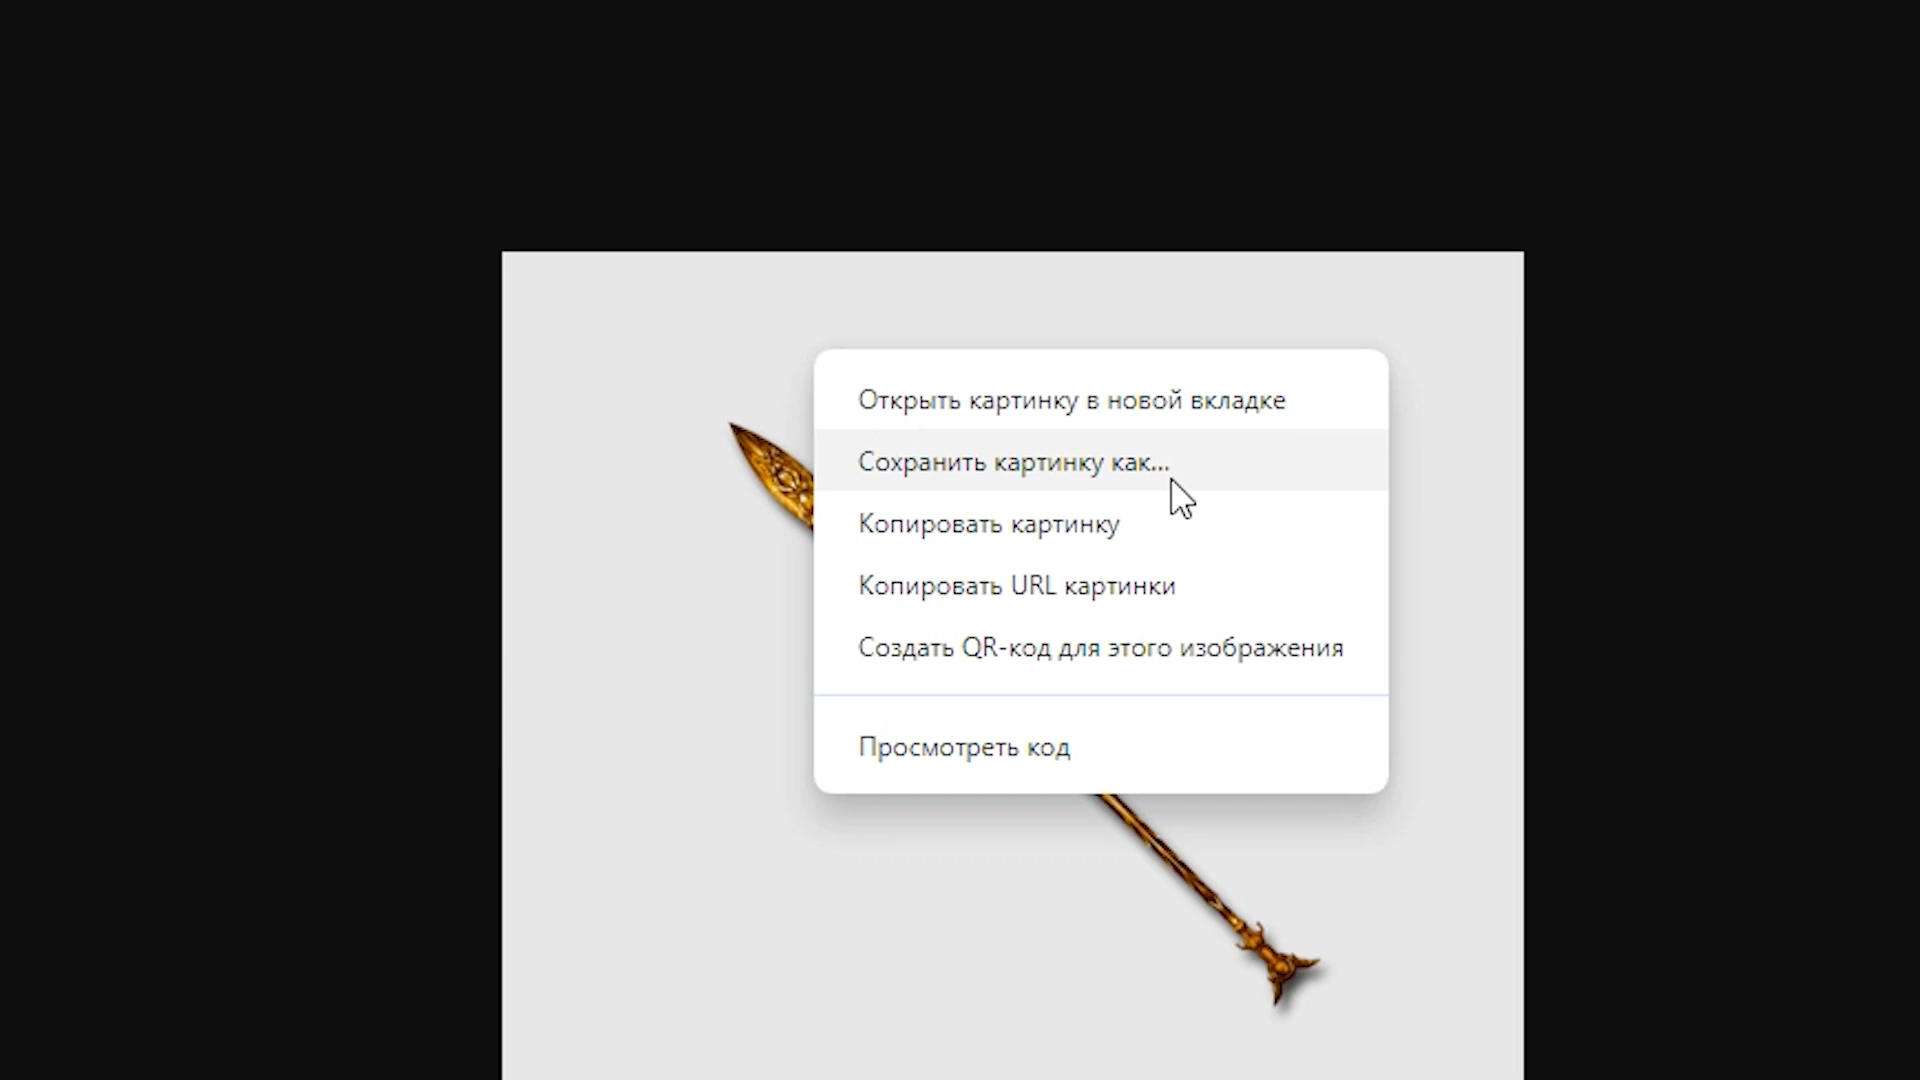 Открыть картинку в новой вкладке
Сохранить картинку как...
Копировать картинку
Копировать URL картинки
Создать QR-код для этого изображения
Просмотреть код